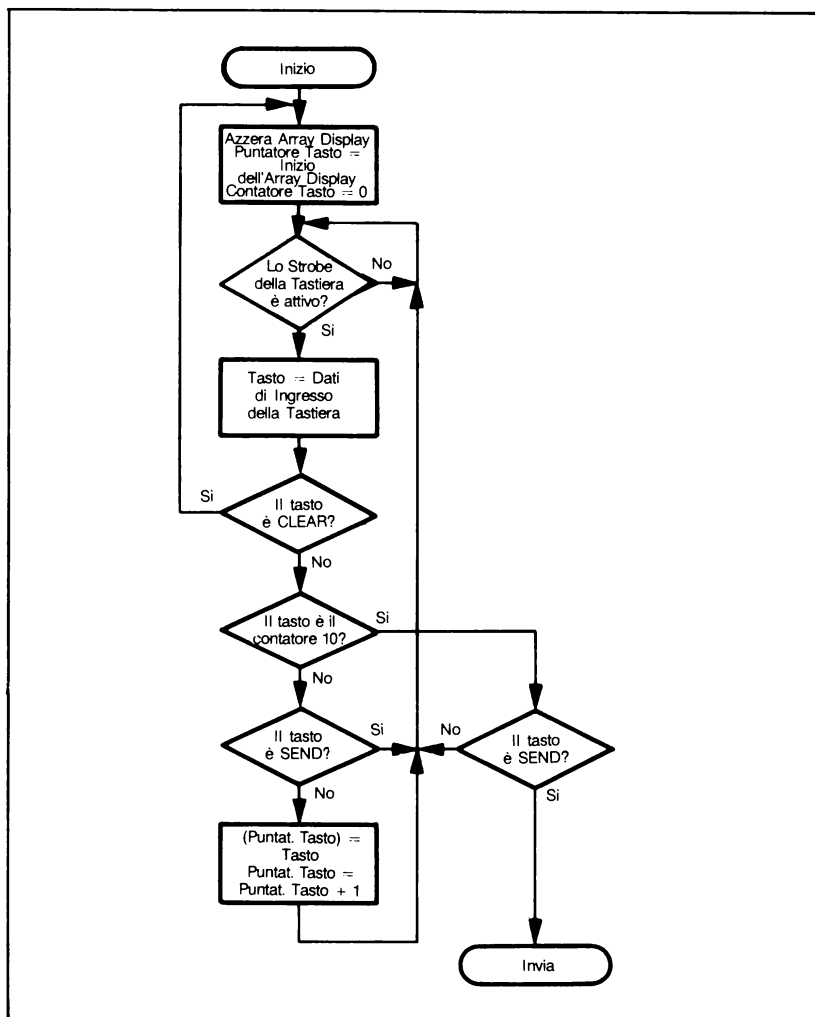 Inizio
Azzera Array Display
Puntatore Tasto =
Inizio
dell'Array Display
Contatore Tasto = 0
Lo Strobe
della Tastiera
è attivo?
No
Si
Tasto = Dati
di Ingresso
della Tastiera
Si
Il tasto
è CLEAR?
No
Il tasto è il
contatore 10?
Si
No
Il tasto
è SEND?
Si
No
Il tasto
è SEND?
No
Si
(Puntat. Tasto) =
Tasto
Puntat. Tasto =
Puntat. Tasto + 1
Invia